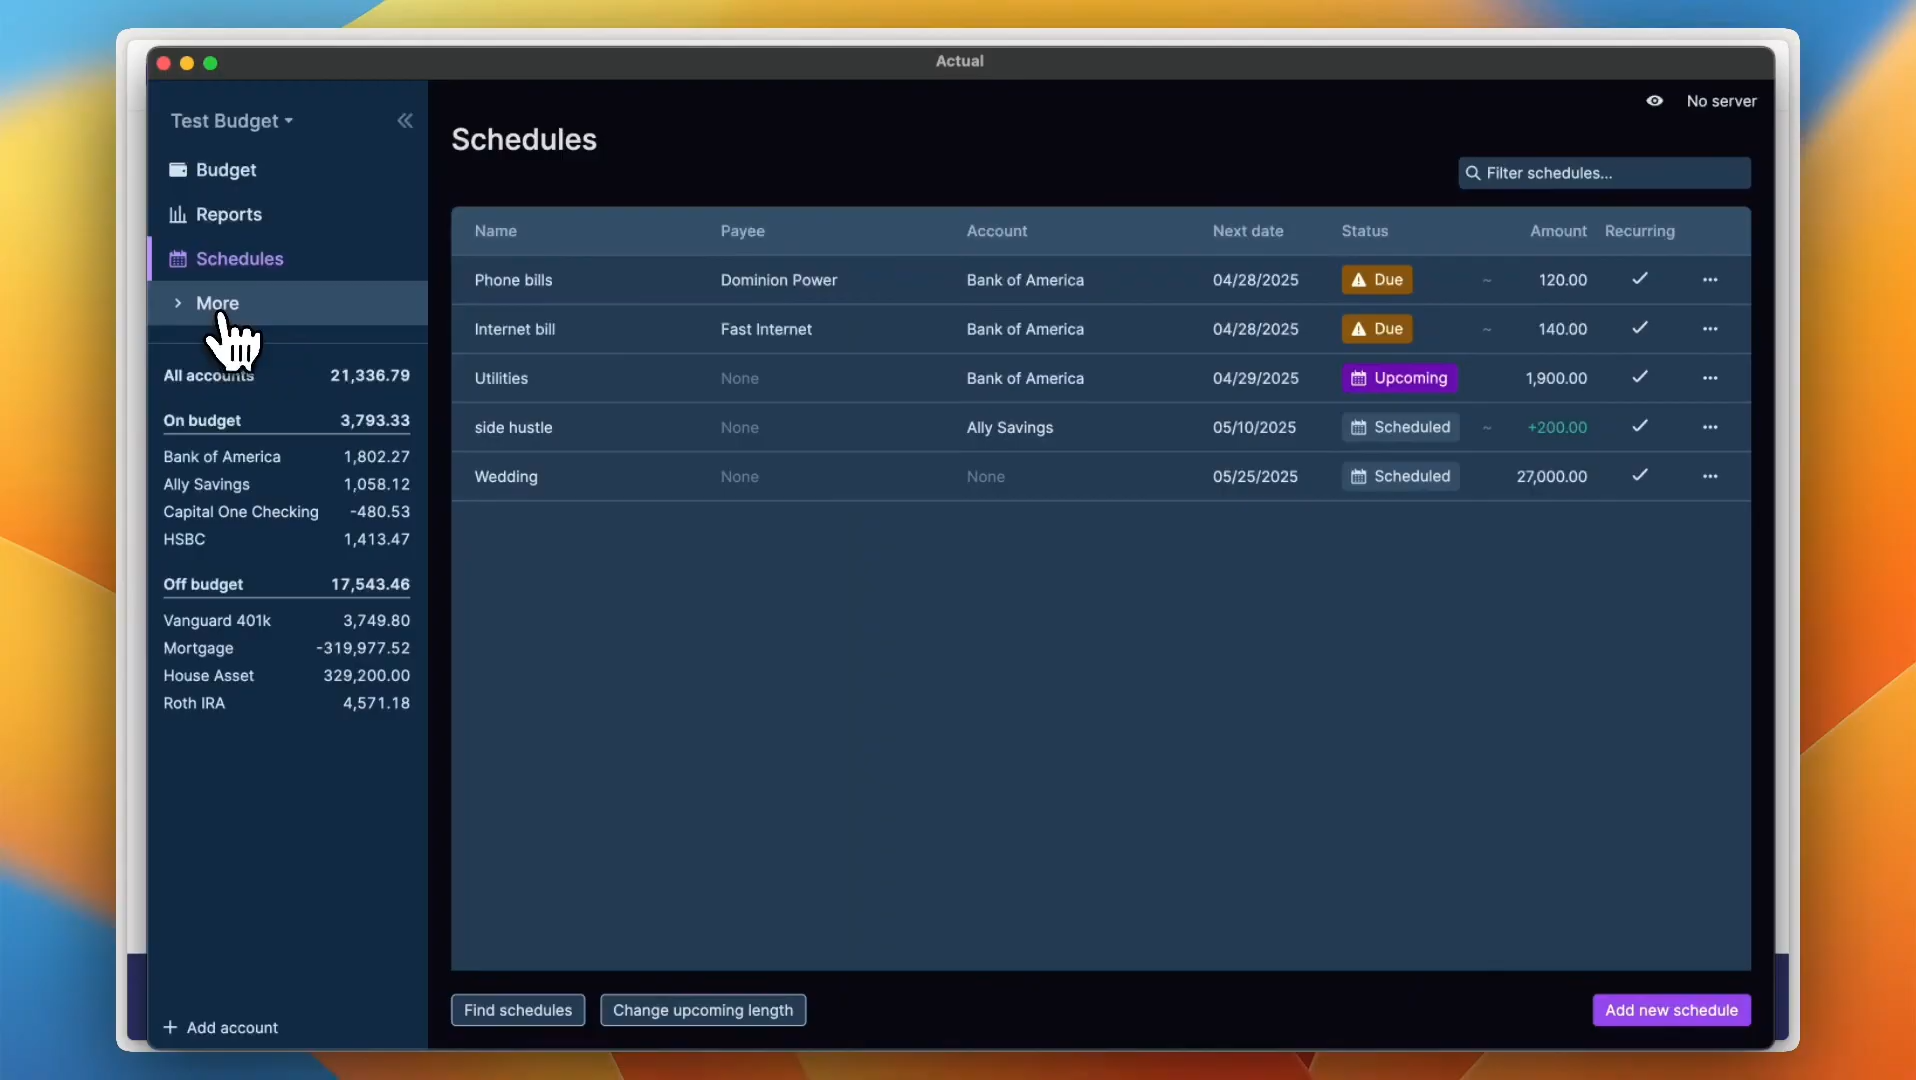 Actual
Test Budget
No server
Budget
Reports
Schedules
More
All accounts 21,336.79
On budget 3,793.33
Bank of America 1,802.27
Ally Savings 1,058.12
Capital One Checking -480.53
HSBC 1,413.47
Off budget 17,543.46
Vanguard 401k 3,749.80
Mortgage -319,977.52
House Asset 329,200.00
Roth IRA 4,571.18
+ Add account
Schedules
Filter schedules...
Name Payee Account Next date Status Amount Recurring
Phone bills Dominion Power Bank of America 04/28/2025 Due ~ 120.00
Internet bill Fast Internet Bank of America 04/28/2025 Due ~ 140.00
Utilities None Bank of America 04/29/2025 Upcoming 1,900.00
side hustle None Ally Savings 05/10/2025 Scheduled ~ +200.00
Wedding None None 05/25/2025 Scheduled 27,000.00
Find schedules Change upcoming length Add new schedule